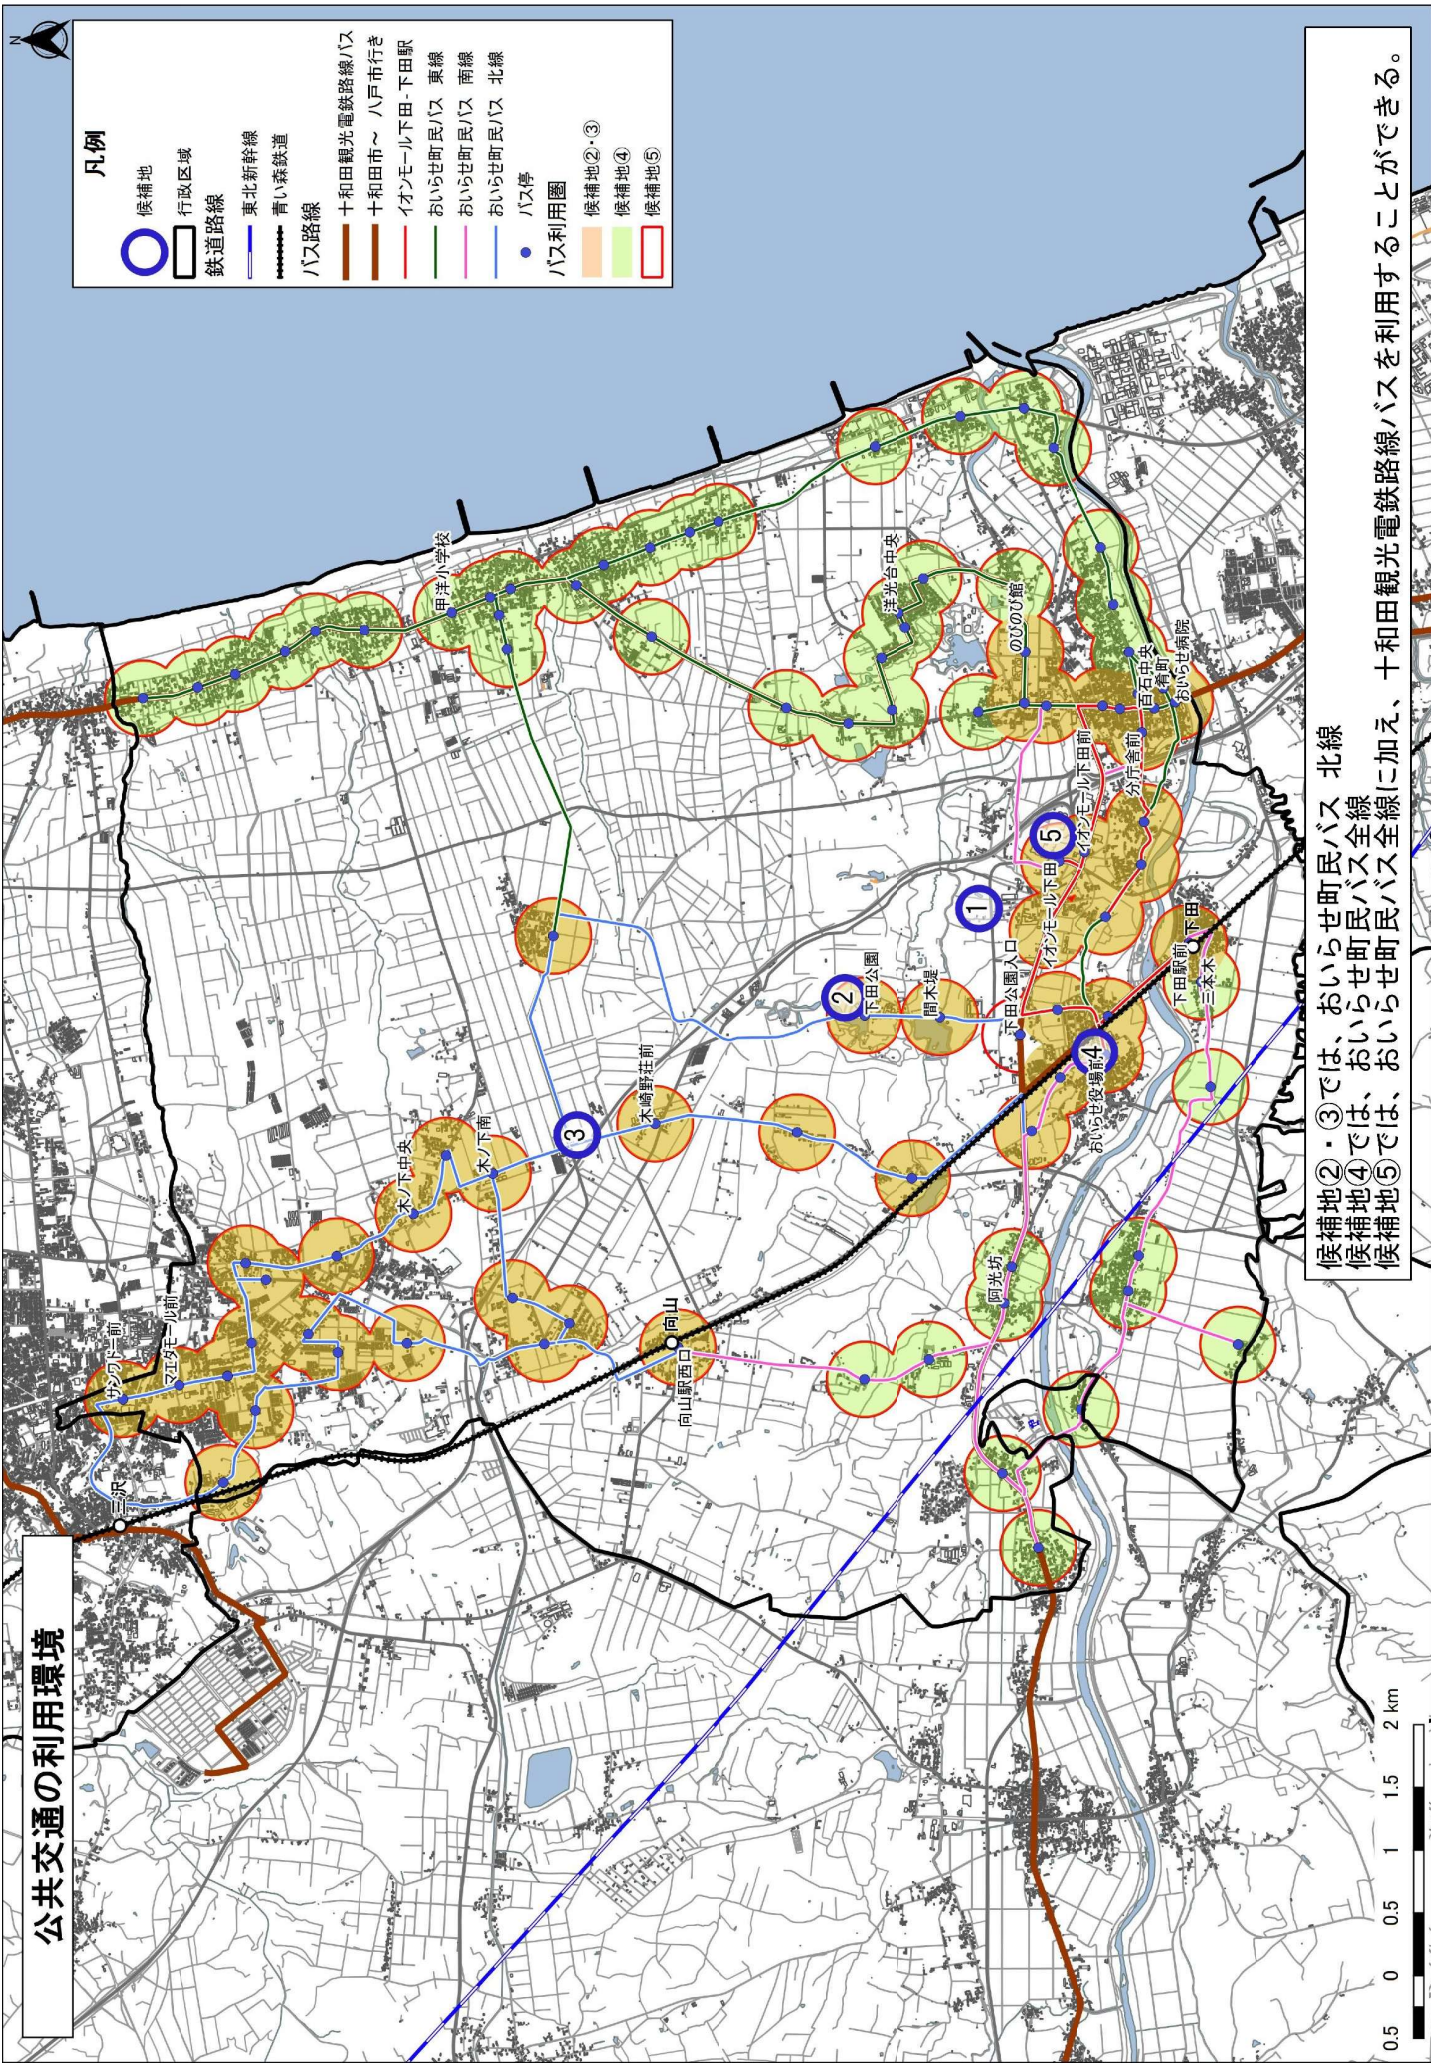 公共交通の利用環境
N
凡例
候補地
行政区域
鉄道路線
東北新幹線
青い森鉄道
バス路線
十和田観光電鉄路線バス
十和田市～ 八戸市行き
イオンモール下田-下田駅
おいらせ町民バス 東線
おいらせ町民バス 南線
おいらせ町民バス 北線
バス停
バス利用圏
候補地②・③
候補地④
候補地⑤
三沢
サンワドー前
マエダモール前
木ノ下中央
木ノ下南
甲洋小学校
3
木崎野荘前
向山
向山駅西口
2
下田公園
間木堤
洋光台中央
1
下田公園入口
阿光坊
のびのび館
5
イオンモール下田
イオンモール下田前
4
おいらせ役場前
分庁舎前
百石中央
肴町
おいらせ病院
下田
下田駅前
三本木
候補地②・③では、おいらせ町民バス 北線
候補地④では、おいらせ町民バス全線
候補地⑤では、おいらせ町民バス全線に加え、十和田観光電鉄路線バスを利用することができる。
0.5 0 0.5 1 1.5 2 km